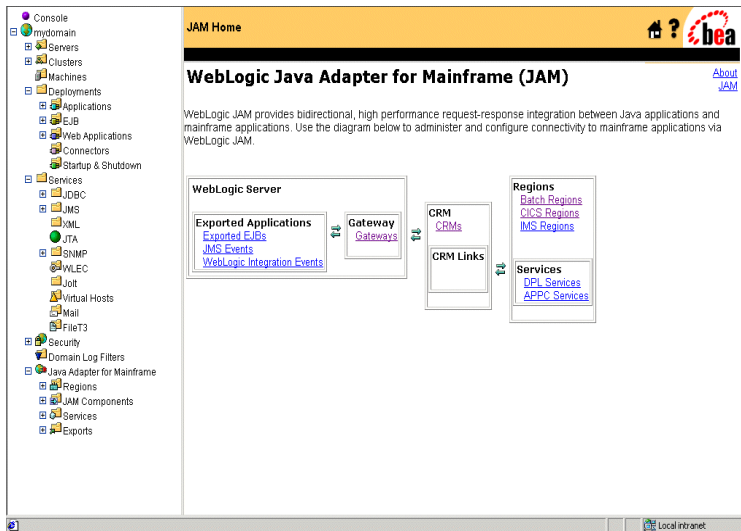 Console
mydomain
Servers
Clusters
Machines
Deployments
Applications
EJB
Web Applications
Connectors
Startup & Shutdown
Services
JDBC
JMS
XML
JTA
SNMP
WLEC
Jolt
Virtual Hosts
Mail
FileT3
Security
Domain Log Filters
Java Adapter for Mainframe
Regions
JAM Components
Services
Exports
JAM Home
?
bea
WebLogic Java Adapter for Mainframe (JAM)
About
JAM
WebLogic JAM provides bidirectional, high performance request-response integration between Java applications and
mainframe applications. Use the diagram below to administer and configure connectivity to mainframe applications via
WebLogic JAM.
WebLogic Server
Exported Applications
Exported EJBs
JMS Events
WebLogic Integration Events
Gateway
Gateways
CRM
CRMs
CRM Links
Regions
Batch Regions
CICS Regions
IMS Regions
Services
DPL Services
APPC Services
Local intranet